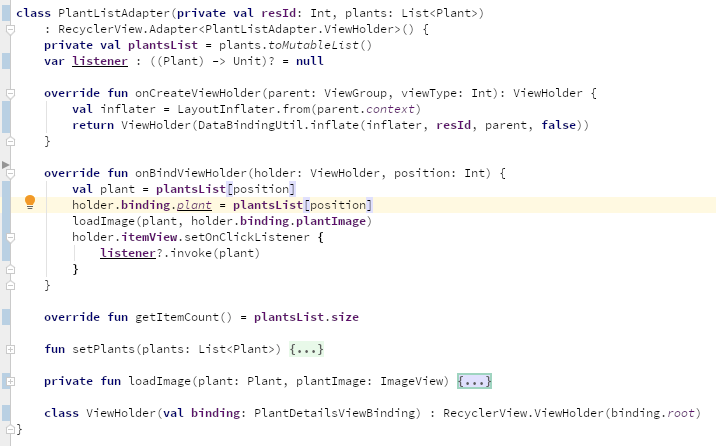 class PlantListAdapter(private val resId: Int, plants: List<Plant>)
    : RecyclerView.Adapter<PlantListAdapter.ViewHolder>() {
    private val plantsList = plants.toMutableList()
    var listener : ((Plant) -> Unit)? = null

    override fun onCreateViewHolder(parent: ViewGroup, viewType: Int): ViewHolder {
        val inflater = LayoutInflater.from(parent.context)
        return ViewHolder(DataBindingUtil.inflate(inflater, resId, parent, false))
    }

    override fun onBindViewHolder(holder: ViewHolder, position: Int) {
        val plant = plantsList[position]
        holder.binding.plant = plantsList[position]
        loadImage(plant, holder.binding.plantImage)
        holder.itemView.setOnClickListener {
            listener?.invoke(plant)
        }
    }

    override fun getItemCount() = plantsList.size

    fun setPlants(plants: List<Plant>) {...}

    private fun loadImage(plant: Plant, plantImage: ImageView) {...}

    class ViewHolder(val binding: PlantDetailsViewBinding) : RecyclerView.ViewHolder(binding.root)
}